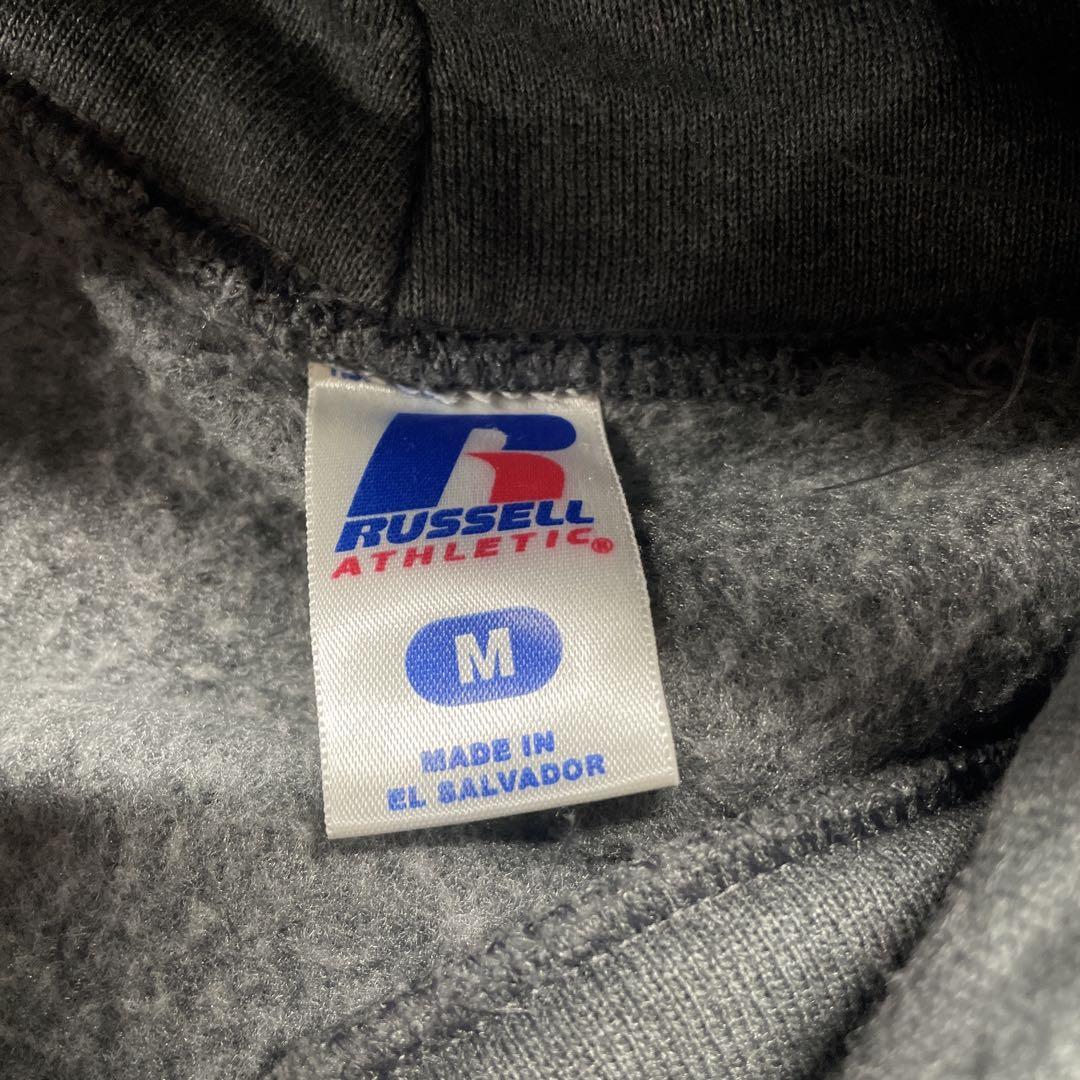 RUSSELL
ATHLETIC®
M
MADE IN
EL SALVADOR